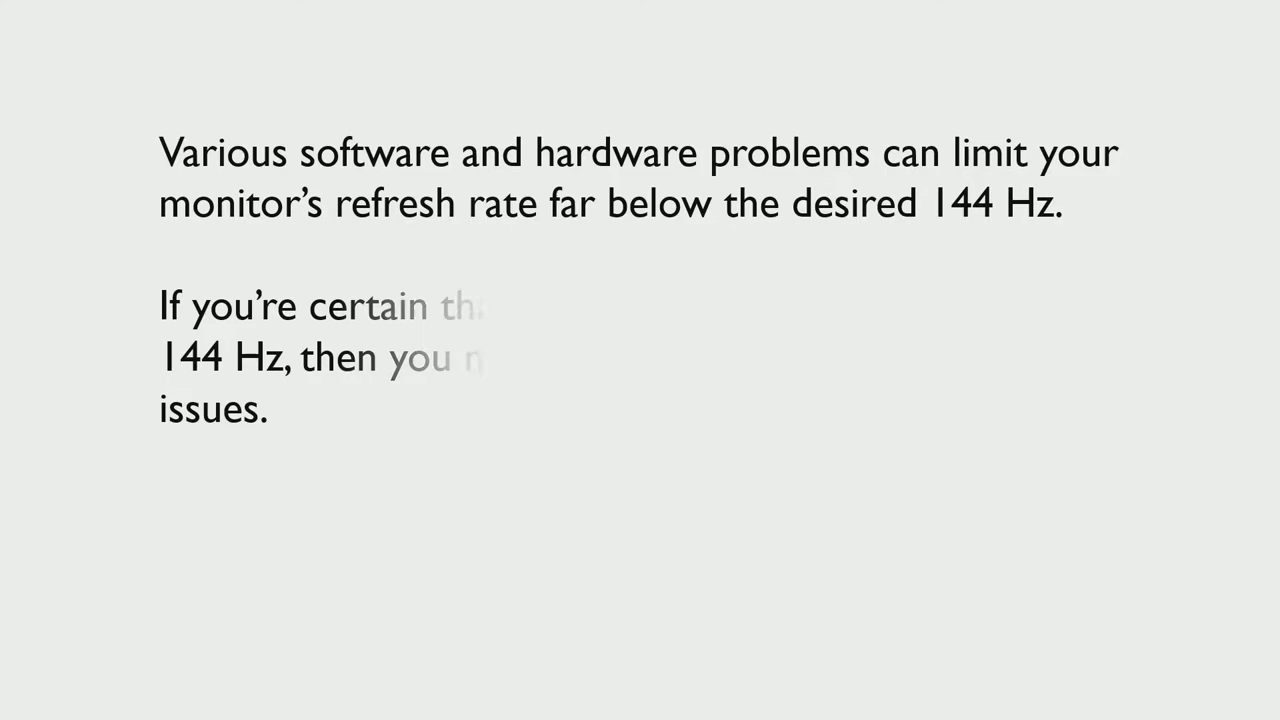 Various software and hardware problems can limit your
monitor’s refresh rate far below the desired 144 Hz.
If you’re certain
144 Hz, then you
issues.